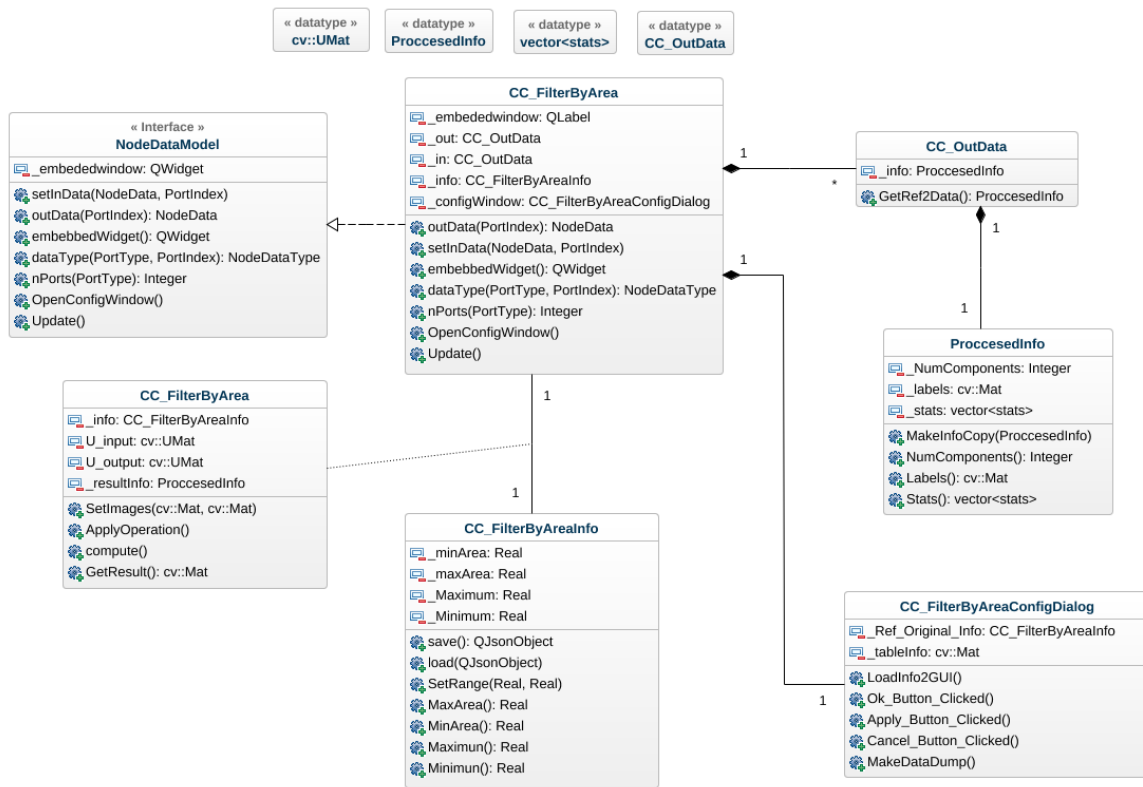 « datatype »
cv::UMat
« datatype »
ProccesedInfo
« datatype »
vector<stats>
« datatype »
CC_OutData
« Interface »
NodeDataModel
_embededwindow: QWidget
setInData(NodeData, PortIndex)
outData(PortIndex): NodeData
embebbedWidget(): QWidget
dataType(PortType, PortIndex): NodeDataType
nPorts(PortType): Integer
OpenConfigWindow()
Update()
CC_FilterByArea
_embededwindow: QLabel
_out: CC_OutData
_in: CC_OutData
_info: CC_FilterByAreaInfo
_configWindow: CC_FilterByAreaConfigDialog
outData(PortIndex): NodeData
setInData(NodeData, PortIndex)
embebbedWidget(): QWidget
dataType(PortType, PortIndex): NodeDataType
nPorts(PortType): Integer
OpenConfigWindow()
Update()
1
*
1
CC_OutData
_info: ProccesedInfo
GetRef2Data(): ProccesedInfo
1
1
ProccesedInfo
_NumComponents: Integer
_labels: cv::Mat
_stats: vector<stats>
MakeInfoCopy(ProccesedInfo)
NumComponents(): Integer
Labels(): cv::Mat
Stats(): vector<stats>
CC_FilterByArea
_info: CC_FilterByAreaInfo
U_input: cv::UMat
U_output: cv::UMat
_resultInfo: ProccesedInfo
SetImages(cv::Mat, cv::Mat)
ApplyOperation()
compute()
GetResult(): cv::Mat
1
1
CC_FilterByAreaInfo
_minArea: Real
_maxArea: Real
_Maximum: Real
_Minimum: Real
save(): QJsonObject
load(QJsonObject)
SetRange(Real, Real)
MaxArea(): Real
MinArea(): Real
Maximun(): Real
Minimun(): Real
1
CC_FilterByAreaConfigDialog
_Ref_Original_Info: CC_FilterByAreaInfo
_tableInfo: cv::Mat
LoadInfo2GUI()
Ok_Button_Clicked()
Apply_Button_Clicked()
Cancel_Button_Clicked()
MakeDataDump()